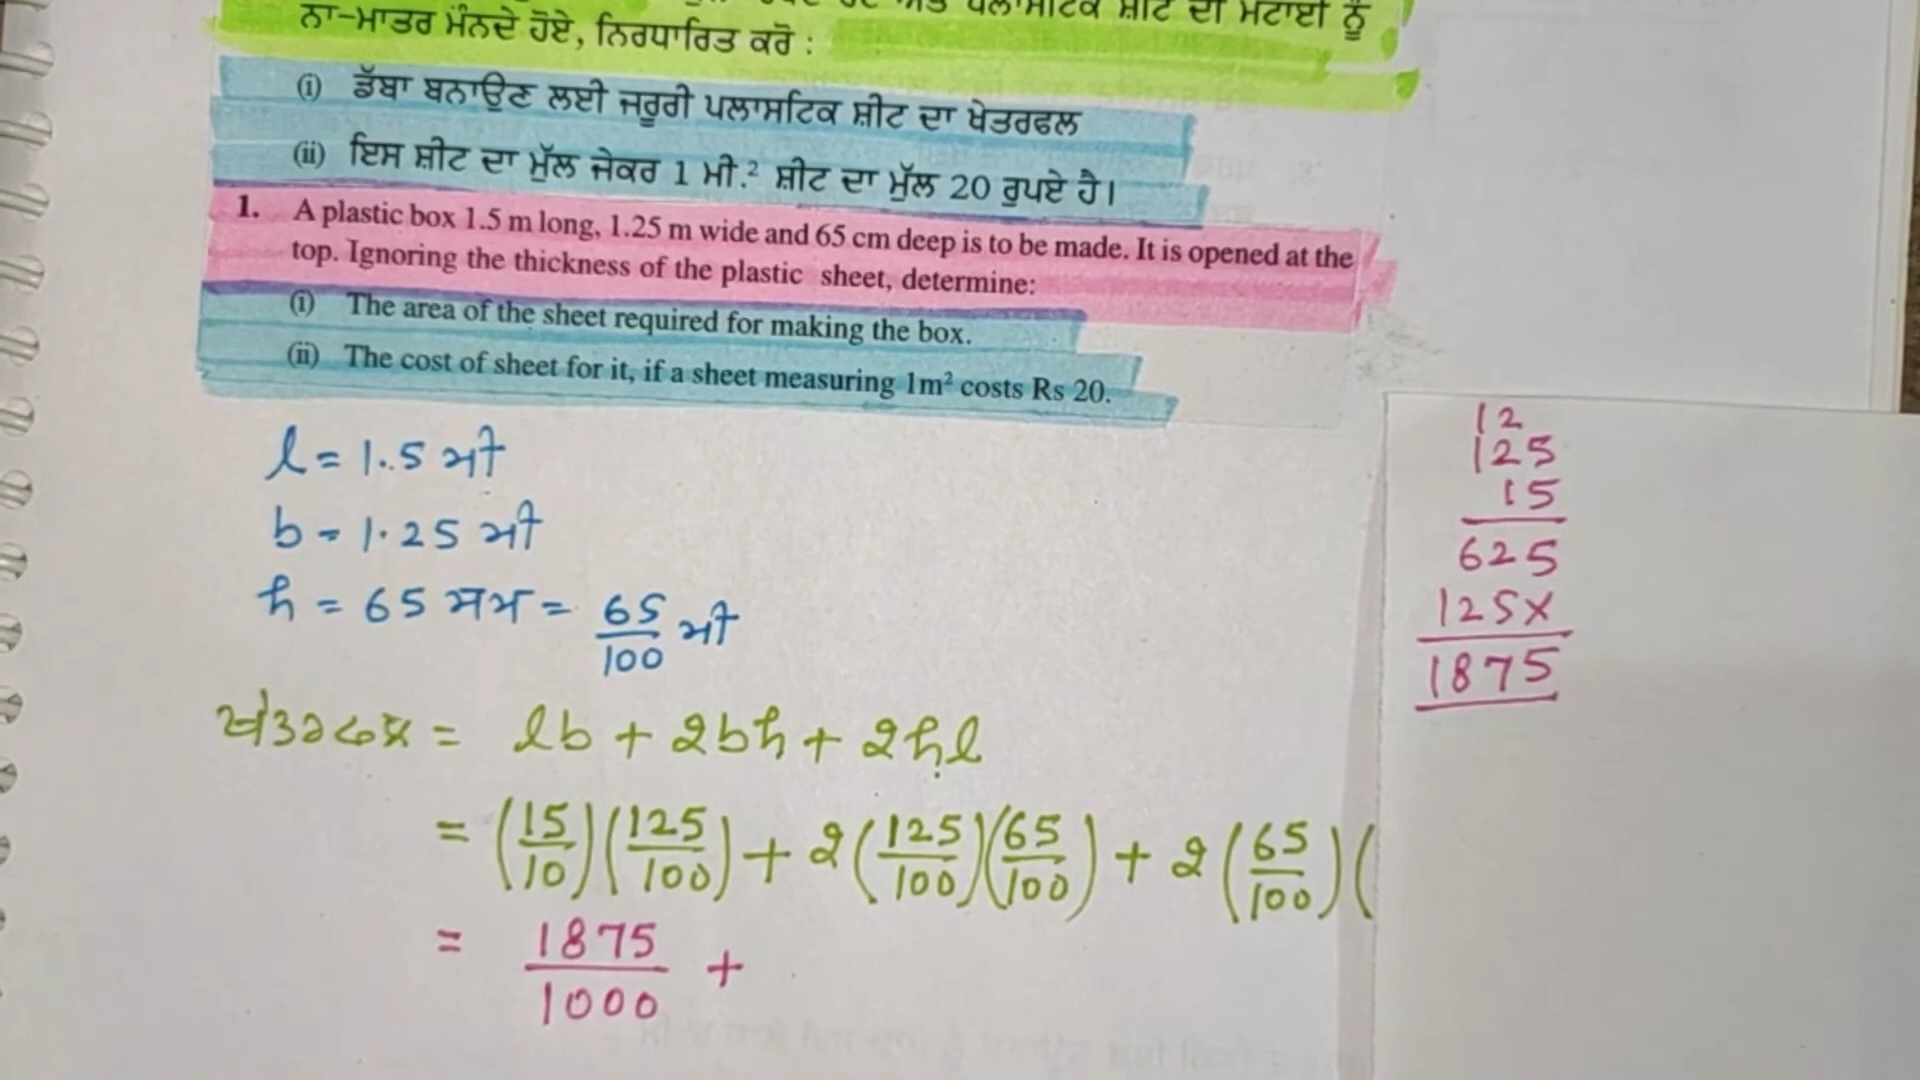 ਪਲਾਸਟਿਕ ਸ਼ੀਟ ਦੀ ਮੋਟਾਈ ਨੂੰ
ਨਾ-ਮਾਤਰ ਮੰਨਦੇ ਹੋਏ, ਨਿਰਧਾਰਿਤ ਕਰੋ :
(i) ਡੱਬਾ ਬਨਾਉਣ ਲਈ ਜਰੂਰੀ ਪਲਾਸਟਿਕ ਸ਼ੀਟ ਦਾ ਖੇਤਰਫਲ
(ii) ਇਸ ਸ਼ੀਟ ਦਾ ਮੁੱਲ ਜੇਕਰ 1 ਮੀ.² ਸ਼ੀਟ ਦਾ ਮੁੱਲ 20 ਰੁਪਏ ਹੈ।
1. A plastic box 1.5 m long, 1.25 m wide and 65 cm deep is to be made. It is opened at the
top. Ignoring the thickness of the plastic sheet, determine:
(i) The area of the sheet required for making the box.
(ii) The cost of sheet for it, if a sheet measuring 1m² costs Rs 20.
l = 1.5 ਮੀ
b = 1.25 ਮੀ
h = 65 ਸਮ = 65/100 ਮੀ
ਖੇਤਰਫਲ = lb + 2bh + 2hl
= (15/10)(125/100) + 2(125/100)(65/100) + 2(65/100)(
= 1875/1000 +
12
125
15
625
125×
1875